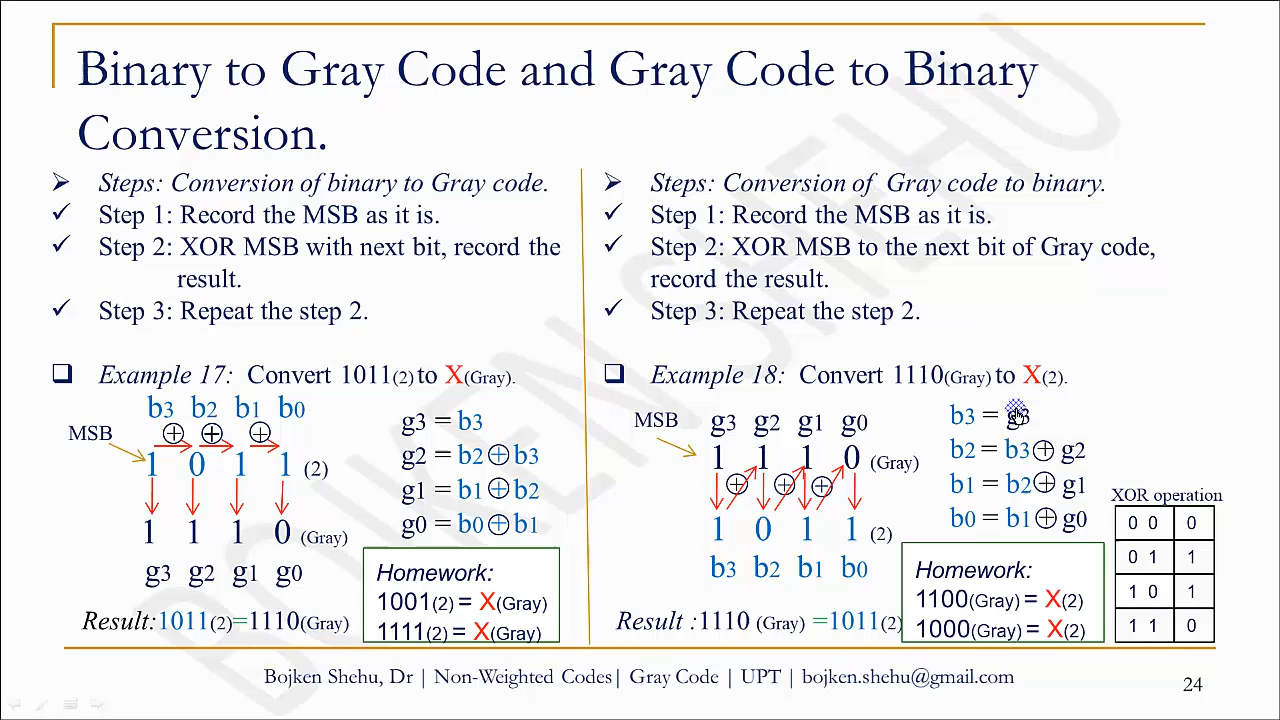 Binary to Gray Code and Gray Code to Binary
Conversion.
Steps: Conversion of binary to Gray code.
Step 1: Record the MSB as it is.
Step 2: XOR MSB with next bit, record the
result.
Step 3: Repeat the step 2.
Example 17: Convert 1011(2) to X(Gray).
b3 b2 b1 b0
MSB
1 0 1 1 (2)
1 1 1 0 (Gray)
g3 g2 g1 g0
g3 = b3
g2 = b2⊕b3
g1 = b1⊕b2
g0 = b0⊕b1
Homework:
1001(2) = X(Gray)
1111(2) = X(Gray)
Result:1011(2)=1110(Gray)
Steps: Conversion of Gray code to binary.
Step 1: Record the MSB as it is.
Step 2: XOR MSB to the next bit of Gray code,
record the result.
Step 3: Repeat the step 2.
Example 18: Convert 1110(Gray) to X(2).
MSB
g3 g2 g1 g0
1 1 1 0 (Gray)
1 0 1 1 (2)
b3 b2 b1 b0
b3 = g3
b2 = b3⊕ g2
b1 = b2⊕ g1
b0 = b1⊕ g0
Result :1110 (Gray) =1011(2)
Homework:
1100(Gray) = X(2)
1000(Gray) = X(2)
XOR operation
0 0 0
0 1 1
1 0 1
1 1 0
Bojken Shehu, Dr | Non-Weighted Codes| Gray Code | UPT | bojken.shehu@gmail.com
24
BOJKEN SHEHU